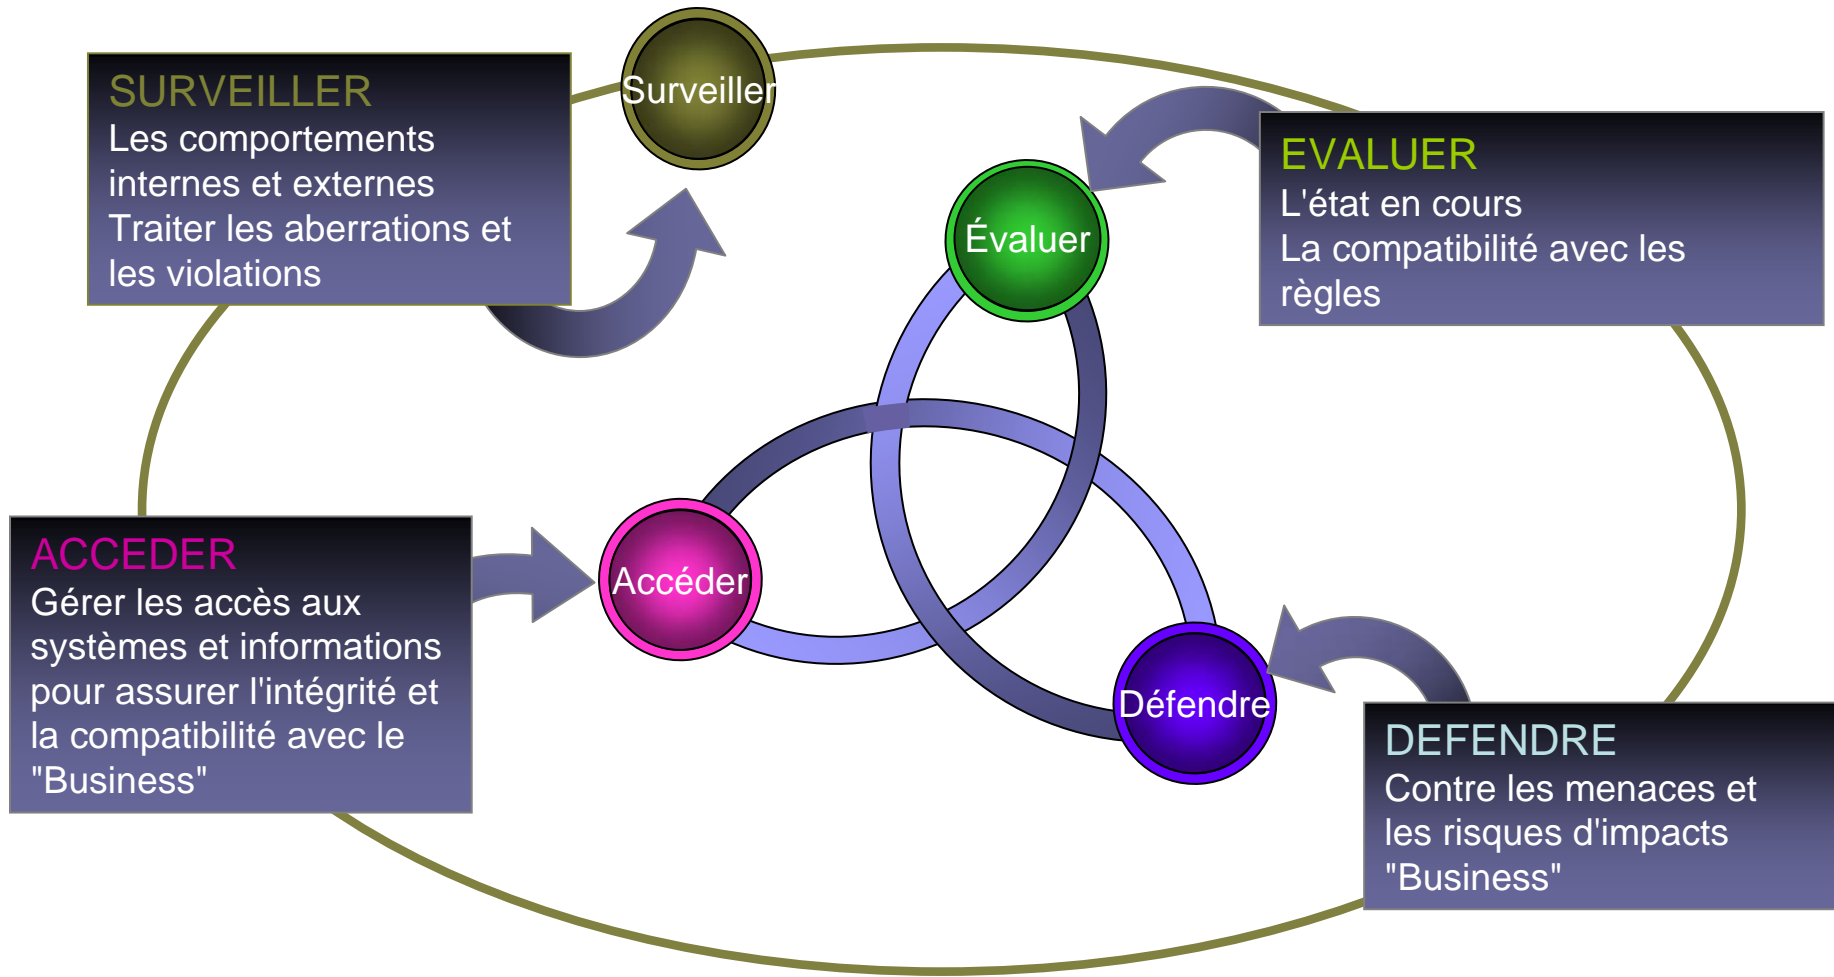 SURVEILLER
Les comportements
internes et externes
Traiter les aberrations et
les violations
Surveiller
EVALUER
L'état en cours
La compatibilité avec les
règles
Évaluer
ACCEDER
Gérer les accès aux
systèmes et informations
pour assurer l'intégrité et
la compatibilité avec le
"Business"
Accéder
Défendre
DEFENDRE
Contre les menaces et
les risques d'impacts
"Business"